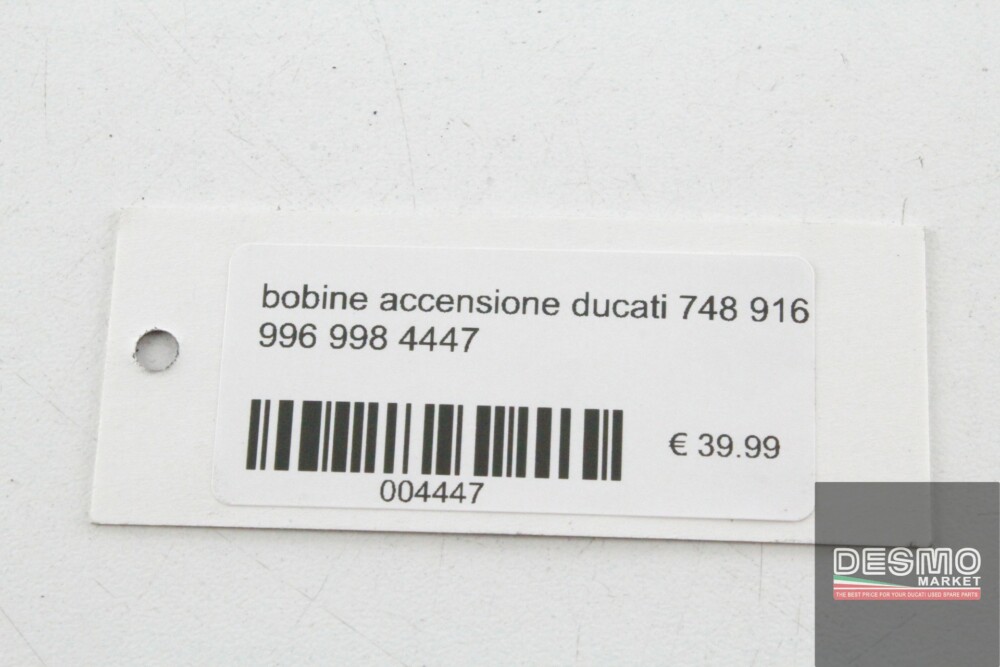 bobine accensione ducati 748 916
996 998 4447
€ 39.99
004447
DESMO
MARKET
THE BEST PRICE FOR YOUR DUCATI USED SPARE PARTS